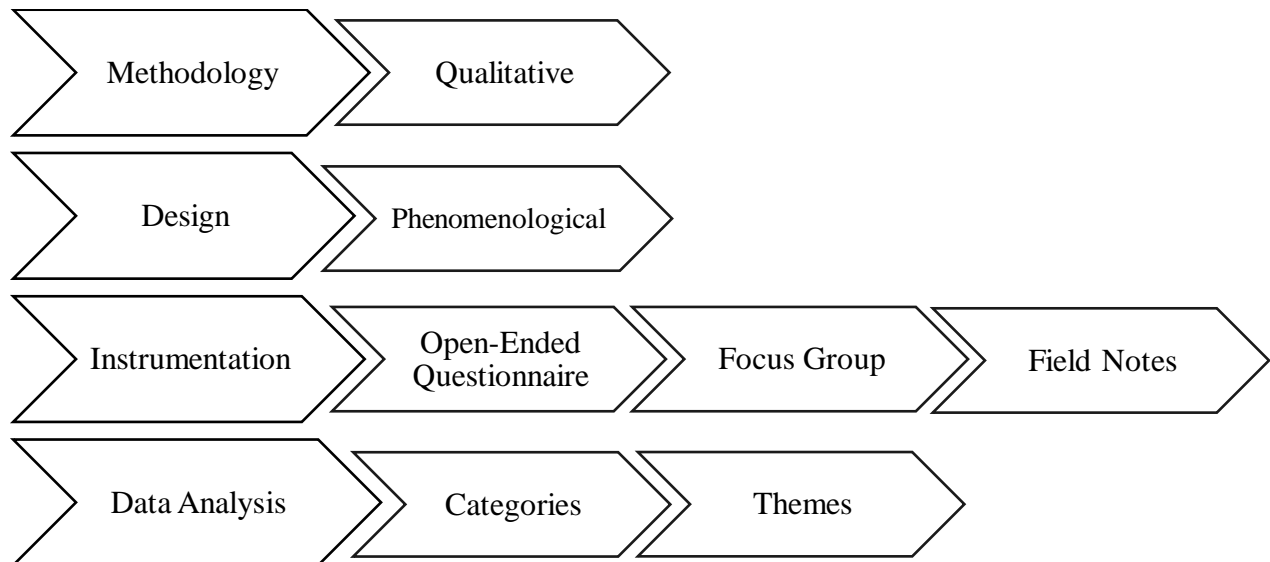 Methodology
Qualitative
Design
Phenomenological
Instrumentation
Open-Ended
Questionnaire
Focus Group
Field Notes
Data Analysis
Categories
Themes